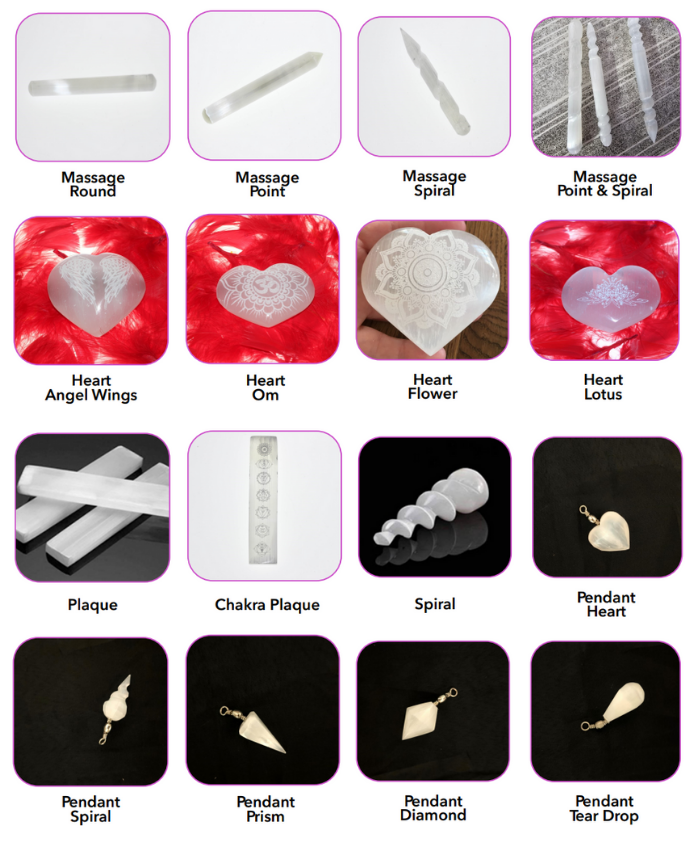 Massage
Round
Massage
Point
Massage
Spiral
Massage
Point & Spiral
Heart
Angel Wings
Heart
Om
Heart
Flower
Heart
Lotus
Plaque
Chakra Plaque
Spiral
Pendant
Heart
Pendant
Spiral
Pendant
Prism
Pendant
Diamond
Pendant
Tear Drop